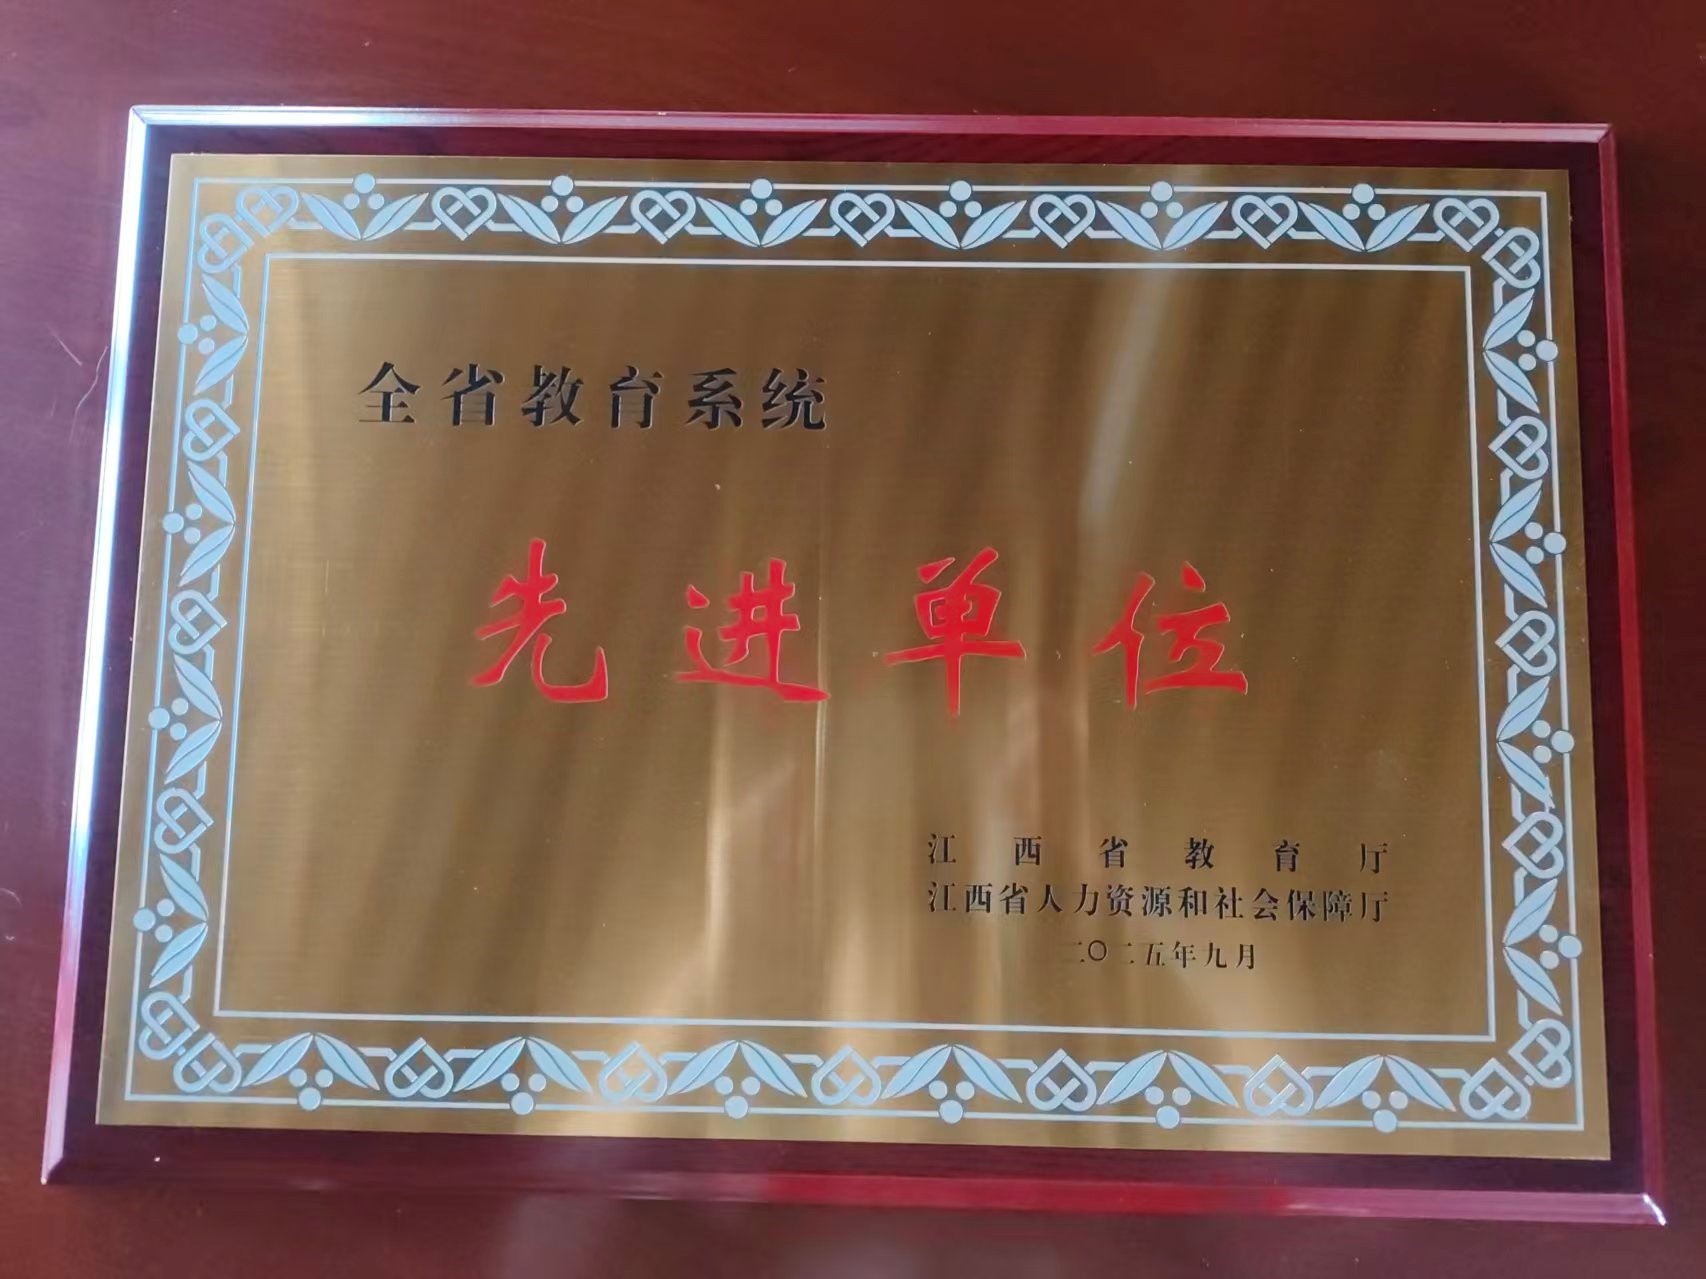 全省教育系统
先进单位
江西省教育厅
江西省人力资源和社会保障厅
二〇二五年九月